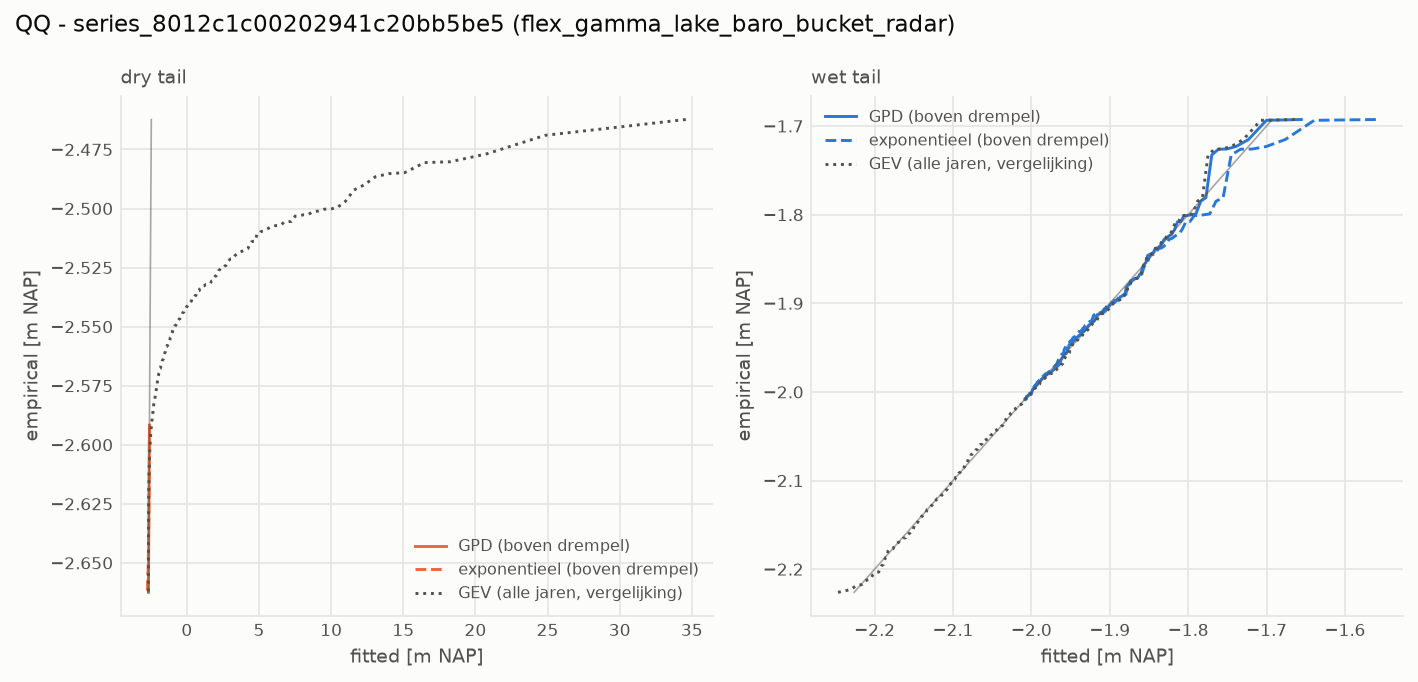 QQ - series_8012c1c00202941c20bb5be5 (flex_gamma_lake_baro_bucket_radar)
dry tail
−2.475
−2.500
−2.525
−2.550
−2.575
−2.600
−2.625
−2.650
empirical [m NAP]
GPD (boven drempel)
exponentieel (boven drempel)
GEV (alle jaren, vergelijking)
0 5 10 15 20 25 30 35
fitted [m NAP]
wet tail
GPD (boven drempel)
exponentieel (boven drempel)
GEV (alle jaren, vergelijking)
−1.7
−1.8
−1.9
−2.0
−2.1
−2.2
empirical [m NAP]
−2.2 −2.1 −2.0 −1.9 −1.8 −1.7 −1.6
fitted [m NAP]